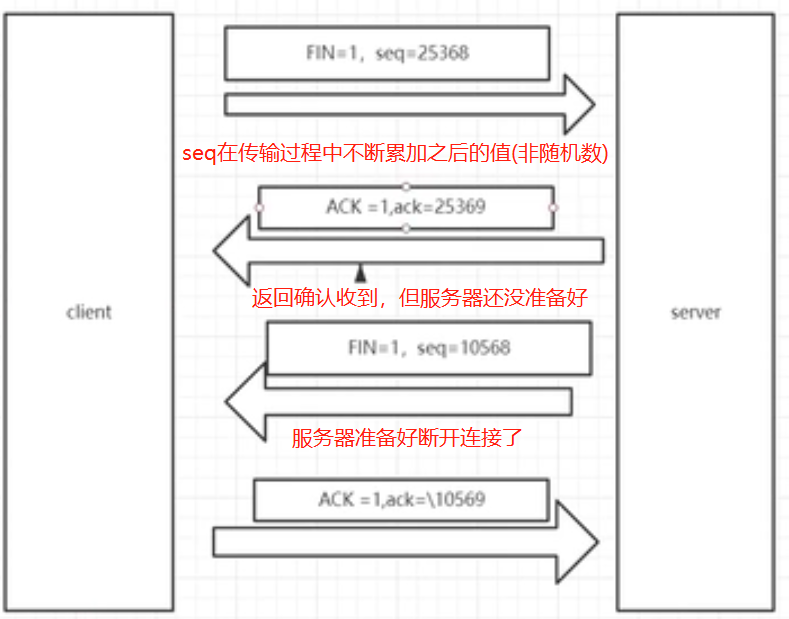 FIN=1，seq=25368
seq在传输过程中不断累加之后的值(非随机数)
ACK =1,ack=25369
返回确认收到，但服务器还没准备好
client
server
FIN=1，seq=10568
服务器准备好断开连接了
ACK =1,ack=\10569